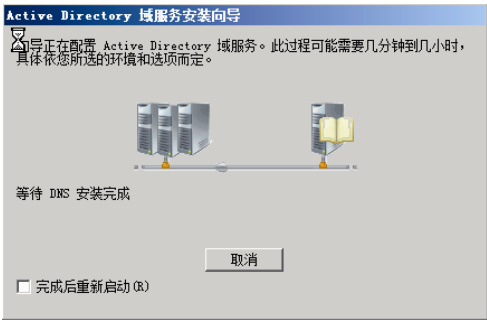 Active Directory 域服务安装向导
向导正在配置 Active Directory 域服务。此过程可能需要几分钟到几小时，
具体依您所选的环境和选项而定。
等待 DNS 安装完成
取消
完成后重新启动(R)